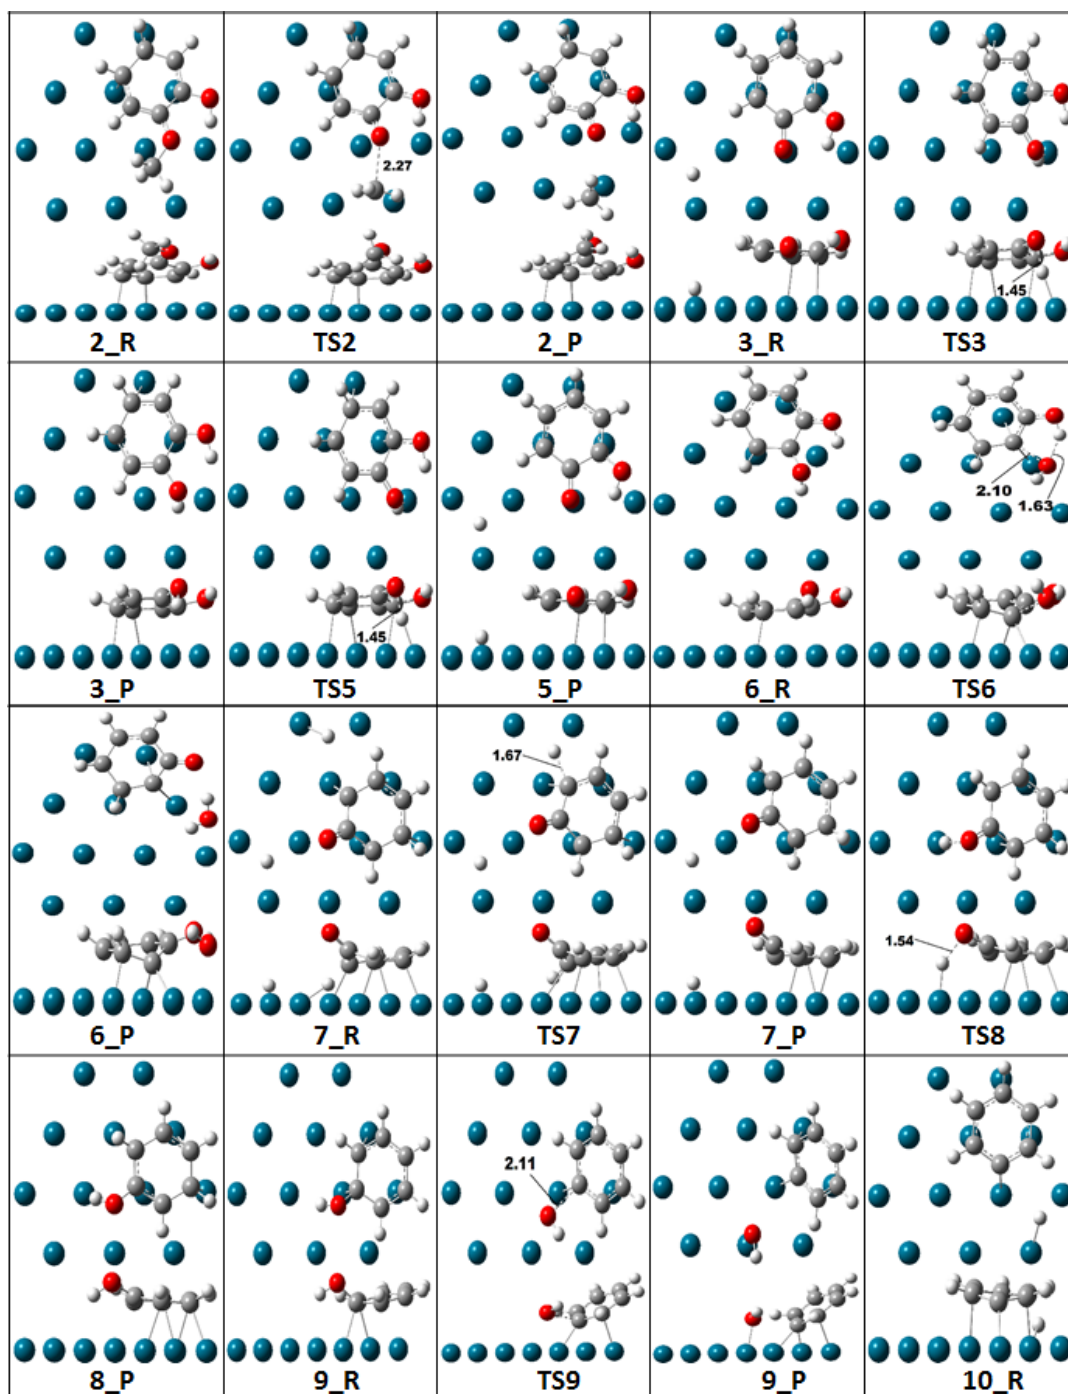 2.27
2_R TS2 2_P 3_R 1.45 TS3
3_P 1.45 TS5 5_P 6_R 2.10 1.63 TS6
6_P 7_R 1.67 TS7 7_P 1.54 TS8
8_P 9_R 2.11 TS9 9_P 10_R